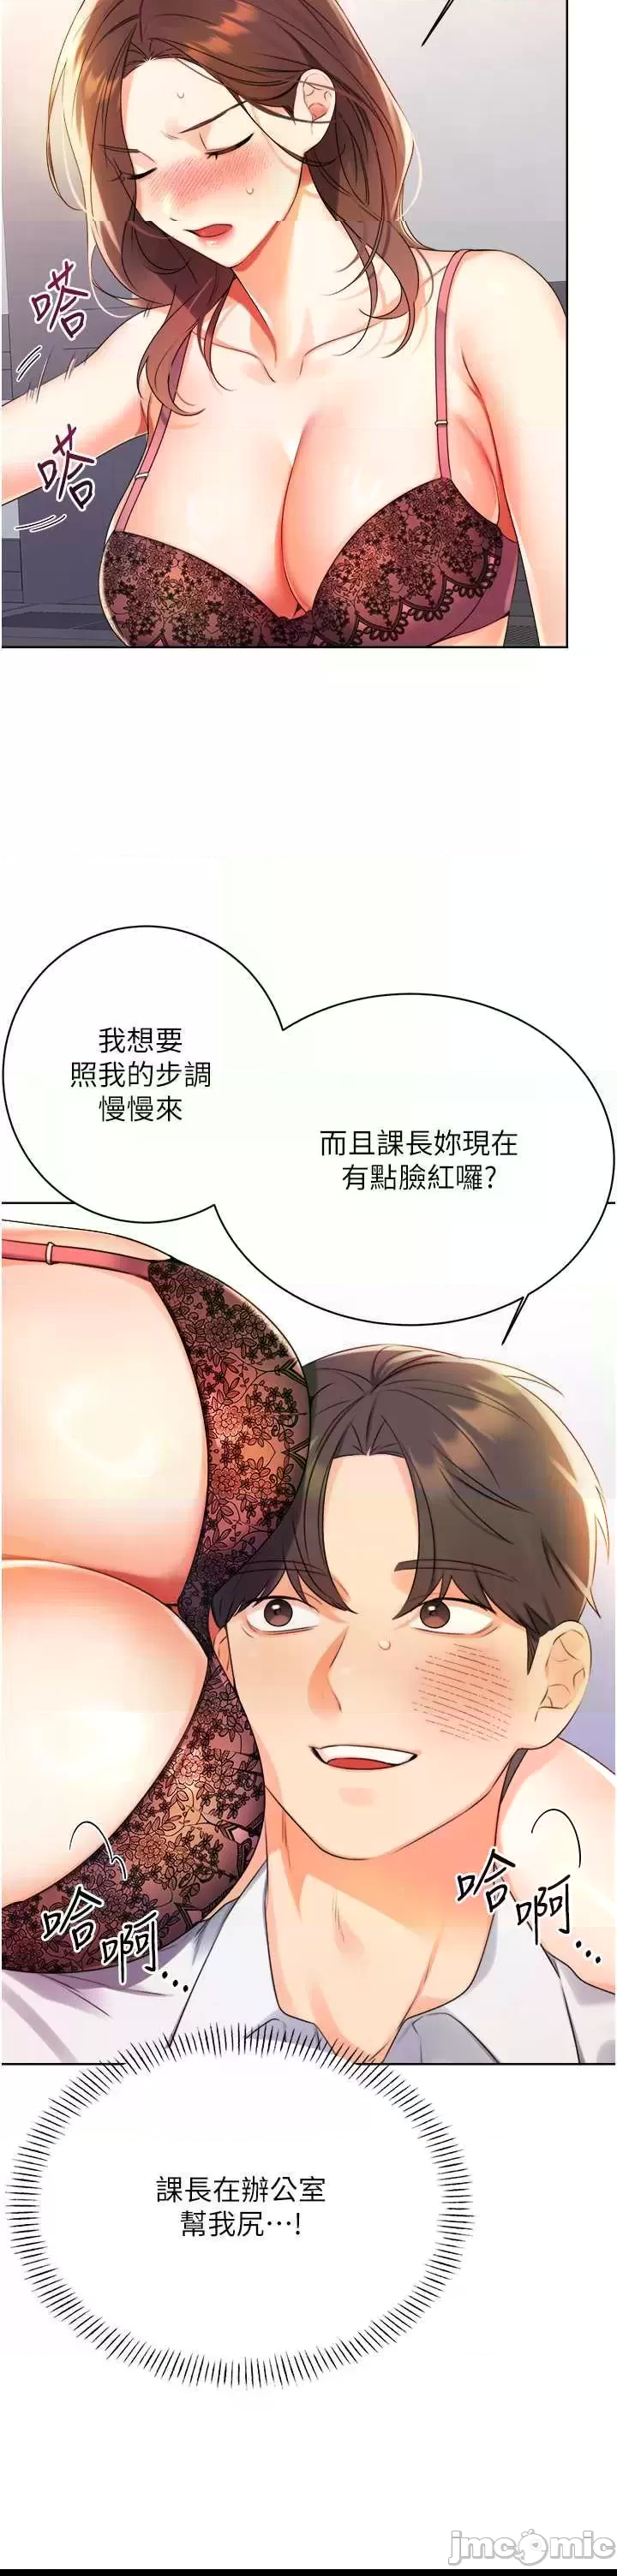 嗒
嗒
我想要
照我的步調
慢慢來
而且課長妳現在
有點臉紅囉?
哈啊…
哈啊…
課長在辦公室
幫我尻…!
jmcomic